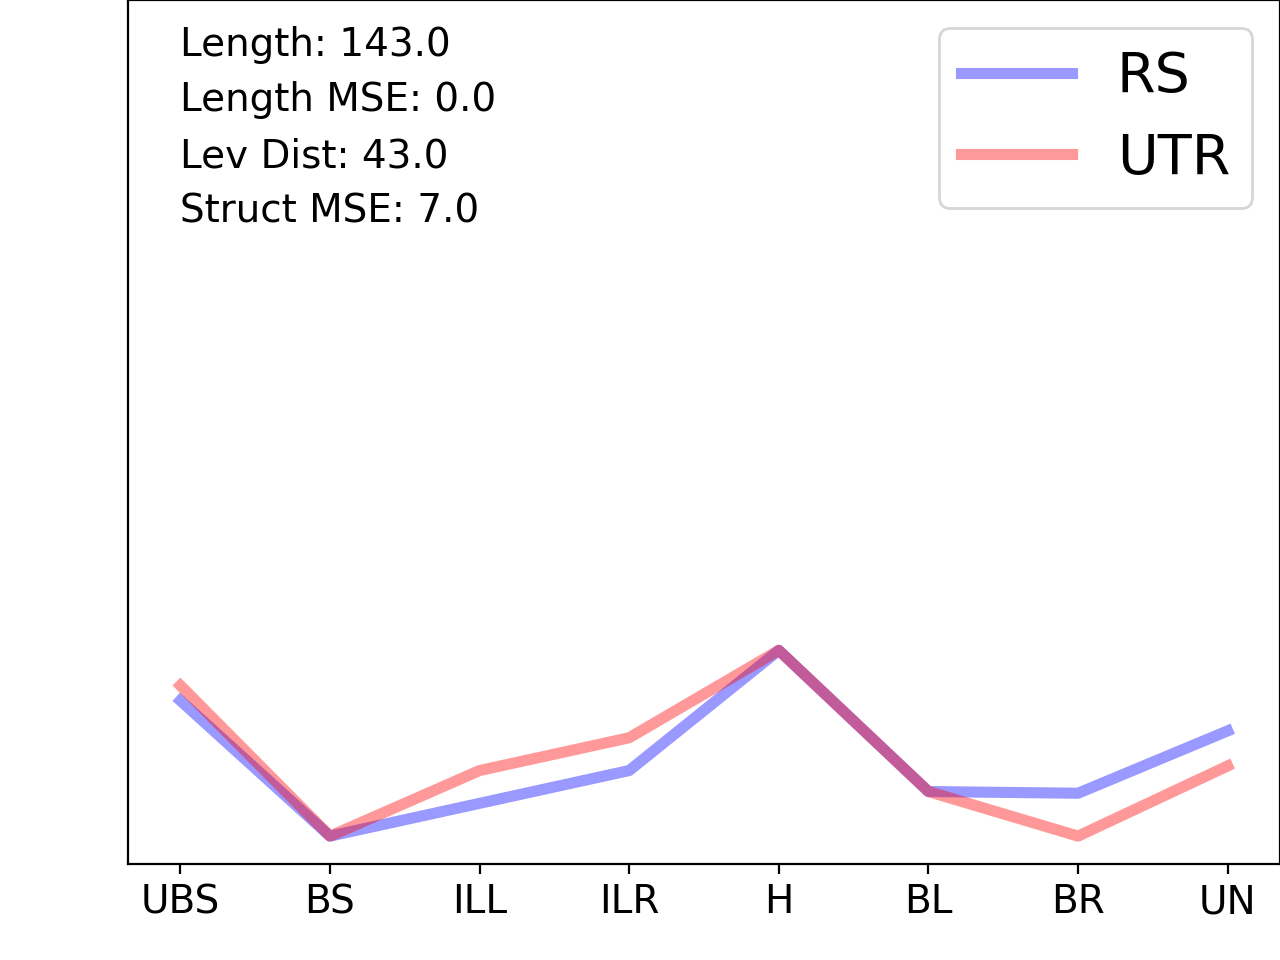 Length: 143.0
Length MSE: 0.0
Lev Dist: 43.0
Struct MSE: 7.0
RS
UTR
UBS BS ILL ILR H BL BR UN